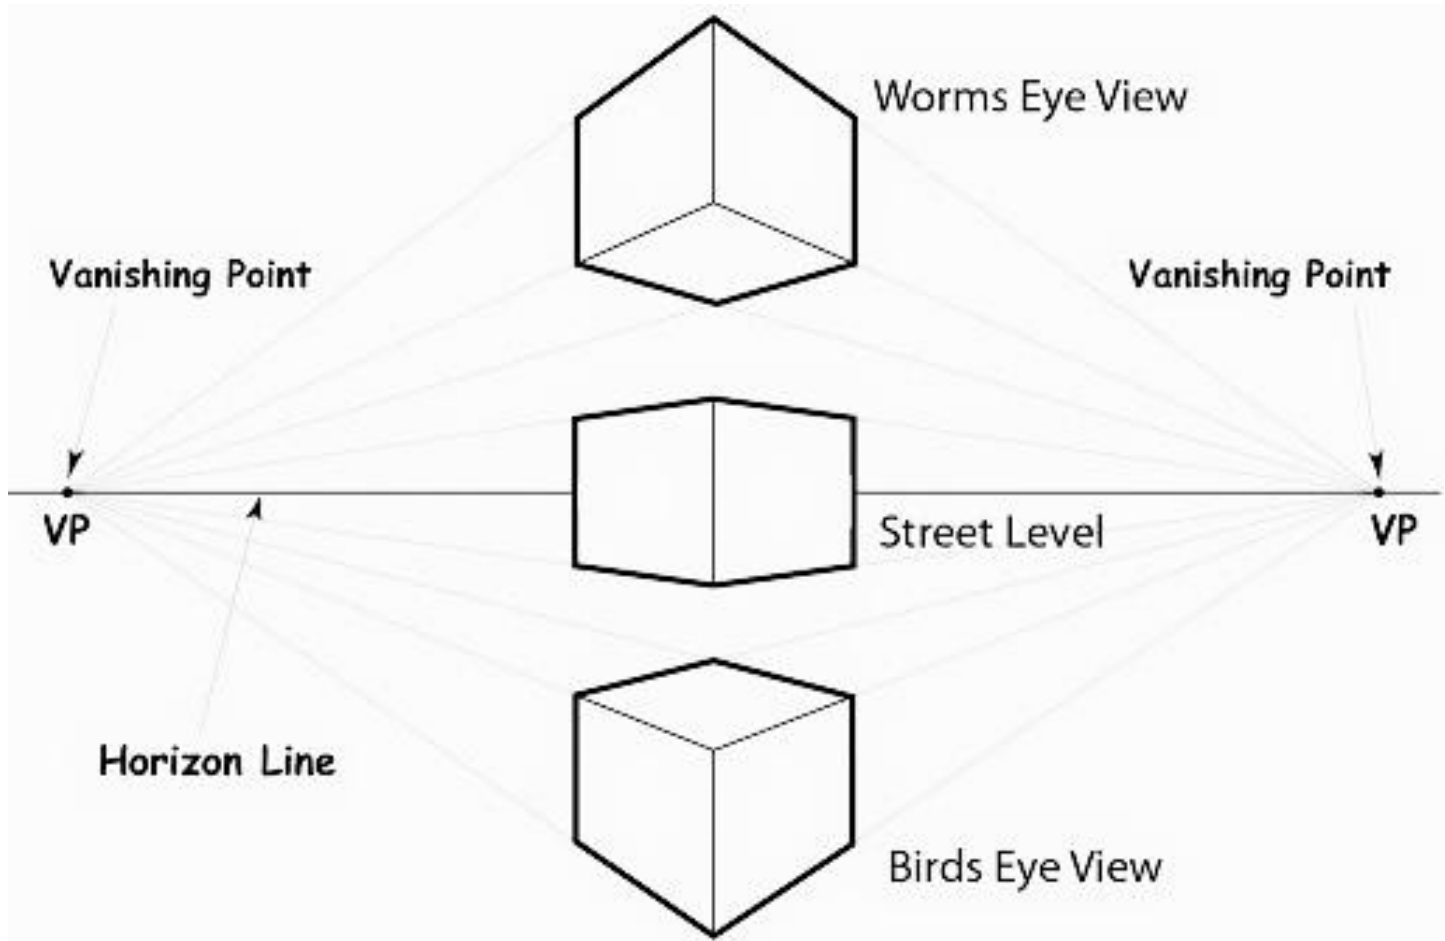 Worms Eye View
Vanishing Point
Vanishing Point
VP
Street Level
VP
Horizon Line
Birds Eye View